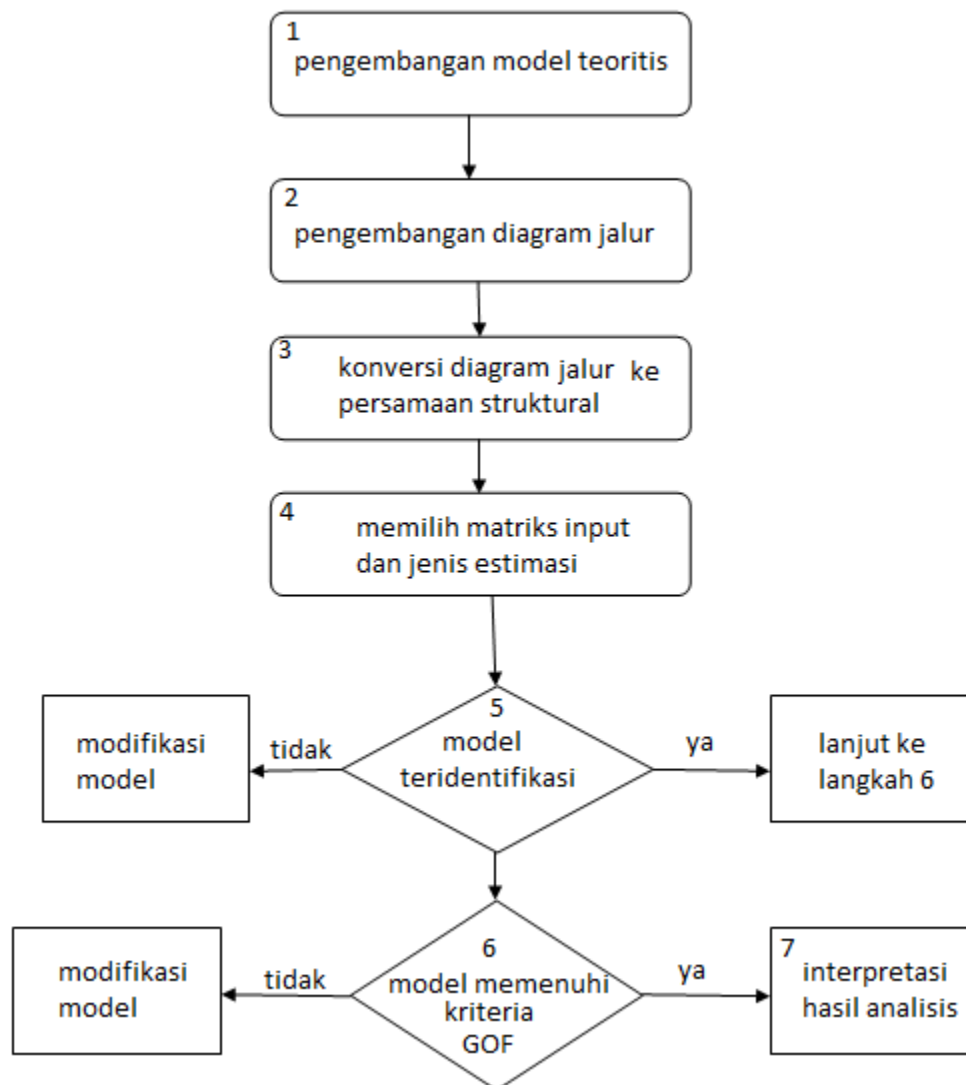 1
pengembangan model teoritis
2
pengembangan diagram jalur
3
konversi diagram jalur ke
persamaan struktural
4
memilih matriks input
dan jenis estimasi
5
model
teridentifikasi
tidak
modifikasi
model
ya
lanjut ke
langkah 6
6
model memenuhi
kriteria
GOF
tidak
modifikasi
model
ya
7
interpretasi
hasil analisis